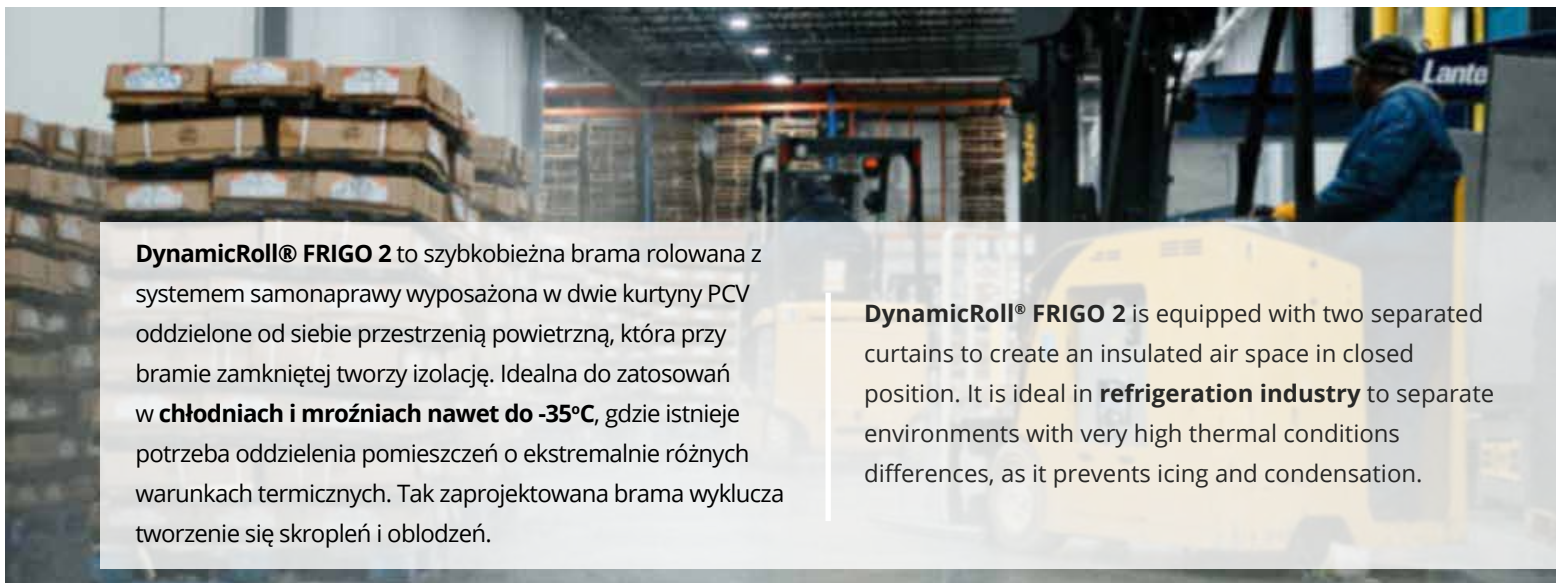 Lante
Yale
DynamicRoll® FRIGO 2 to szybkobieżna brama rolowana z
systemem samonaprawy wyposażona w dwie kurtyny PCV
oddzielone od siebie przestrzenią powietrzną, która przy
bramie zamkniętej tworzy izolację. Idealna do zatosowań
w chłodniach i mroźniach nawet do -35ºC, gdzie istnieje
potrzeba oddzielenia pomieszczeń o ekstremalnie różnych
warunkach termicznych. Tak zaprojektowana brama wyklucza
tworzenie się skropleń i oblodzeń.
DynamicRoll® FRIGO 2 is equipped with two separated
curtains to create an insulated air space in closed
position. It is ideal in refrigeration industry to separate
environments with very high thermal conditions
differences, as it prevents icing and condensation.